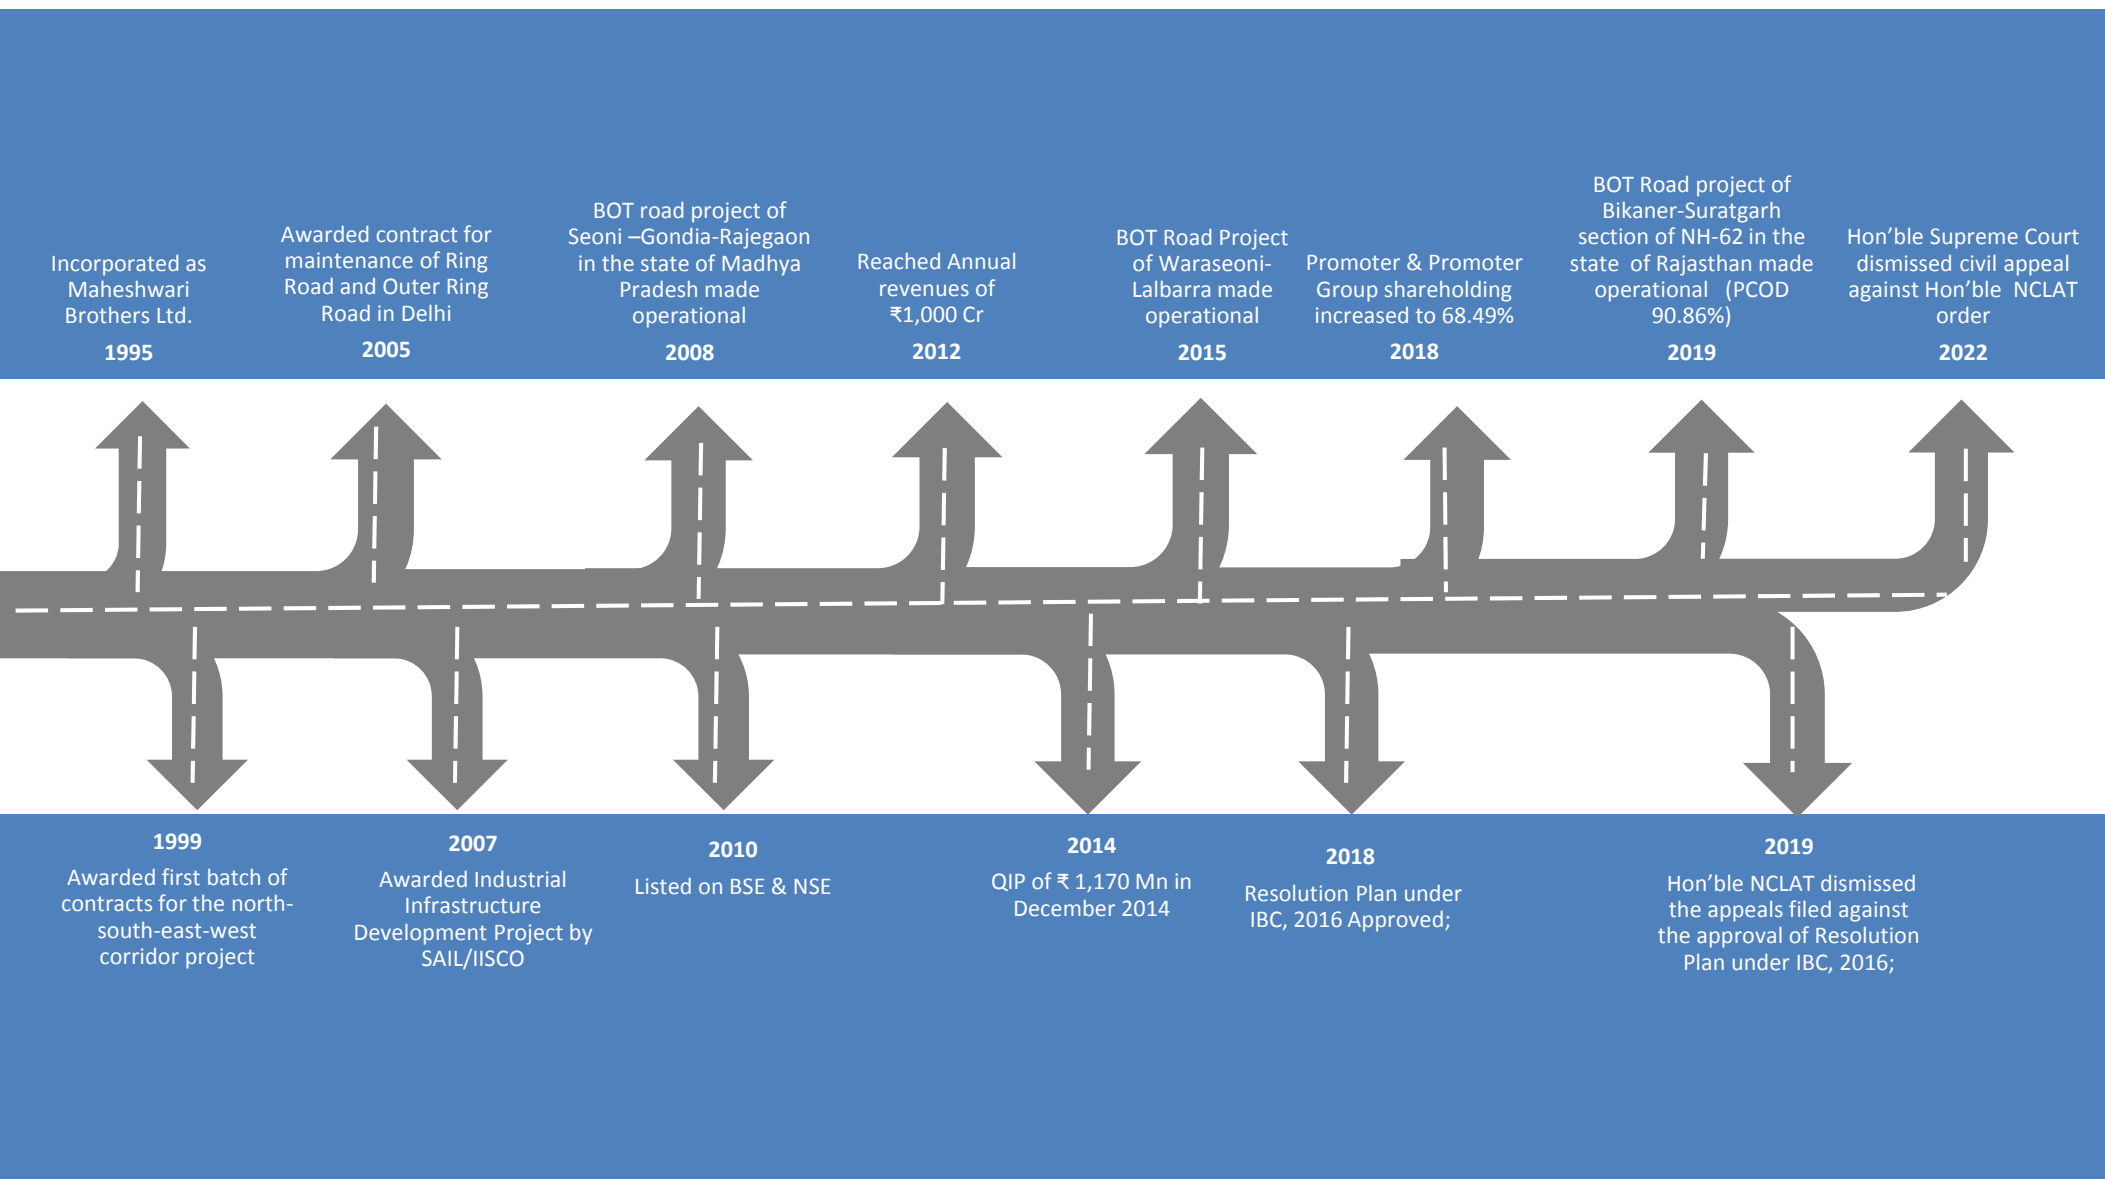 Incorporated as
Maheshwari
Brothers Ltd.
1995
Awarded contract for
maintenance of Ring
Road and Outer Ring
Road in Delhi
2005
BOT road project of
Seoni –Gondia-Rajegaon
in the state of Madhya
Pradesh made
operational
2008
Reached Annual
revenues of
₹1,000 Cr
2012
BOT Road Project
of Waraseoni-
Lalbarra made
operational
2015
Promoter & Promoter
Group shareholding
increased to 68.49%
2018
BOT Road project of
Bikaner-Suratgarh
section of NH-62 in the
state of Rajasthan made
operational (PCOD
90.86%)
2019
Hon’ble Supreme Court
dismissed civil appeal
against Hon’ble NCLAT
order
2022
1999
Awarded first batch of
contracts for the north-
south-east-west
corridor project
2007
Awarded Industrial
Infrastructure
Development Project by
SAIL/IISCO
2010
Listed on BSE & NSE
2014
QIP of ₹ 1,170 Mn in
December 2014
2018
Resolution Plan under
IBC, 2016 Approved;
2019
Hon’ble NCLAT dismissed
the appeals filed against
the approval of Resolution
Plan under IBC, 2016;